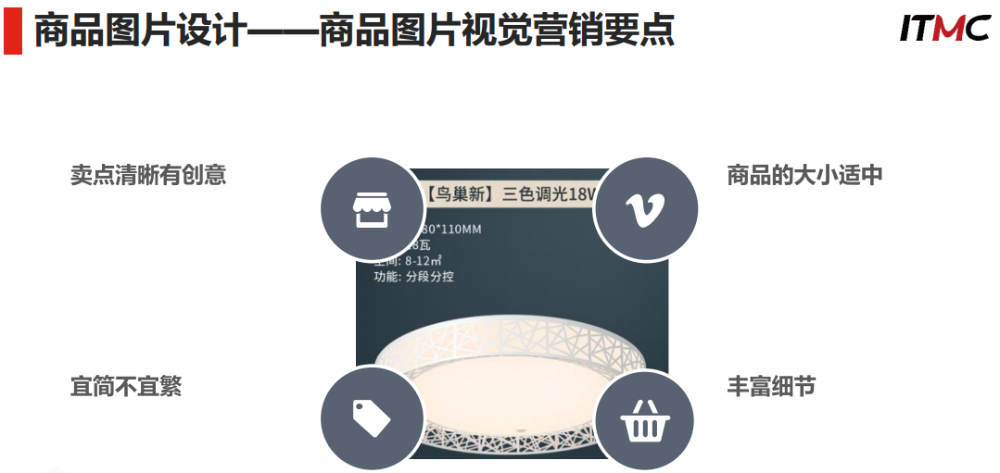 商品图片设计——商品图片视觉营销要点
ITMC
卖点清晰有创意
商品的大小适中
【鸟巢新】三色调光18W
80*110MM
8瓦
空间: 8-12㎡
功能: 分段分控
宜简不宜繁
丰富细节